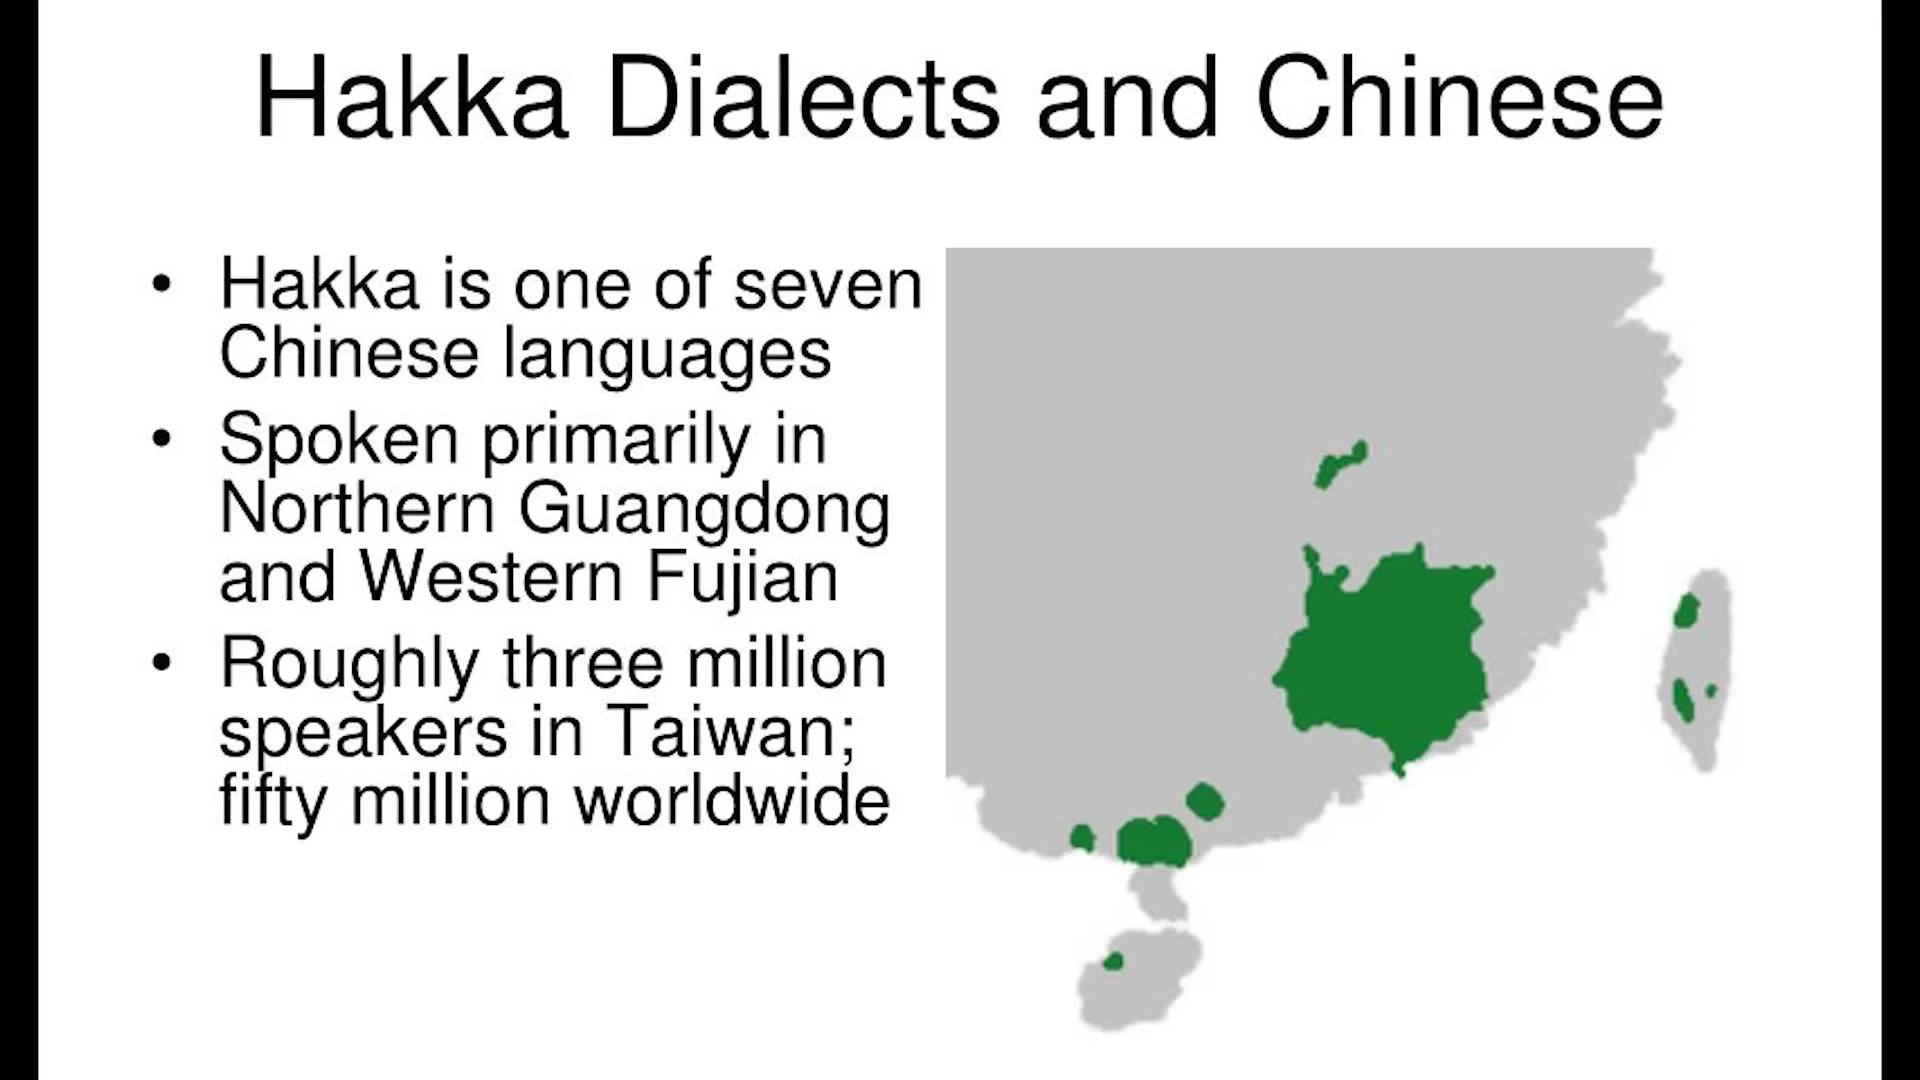 Hakka Dialects and Chinese
• Hakka is one of seven
Chinese languages
• Spoken primarily in
Northern Guangdong
and Western Fujian
• Roughly three million
speakers in Taiwan;
fifty million worldwide